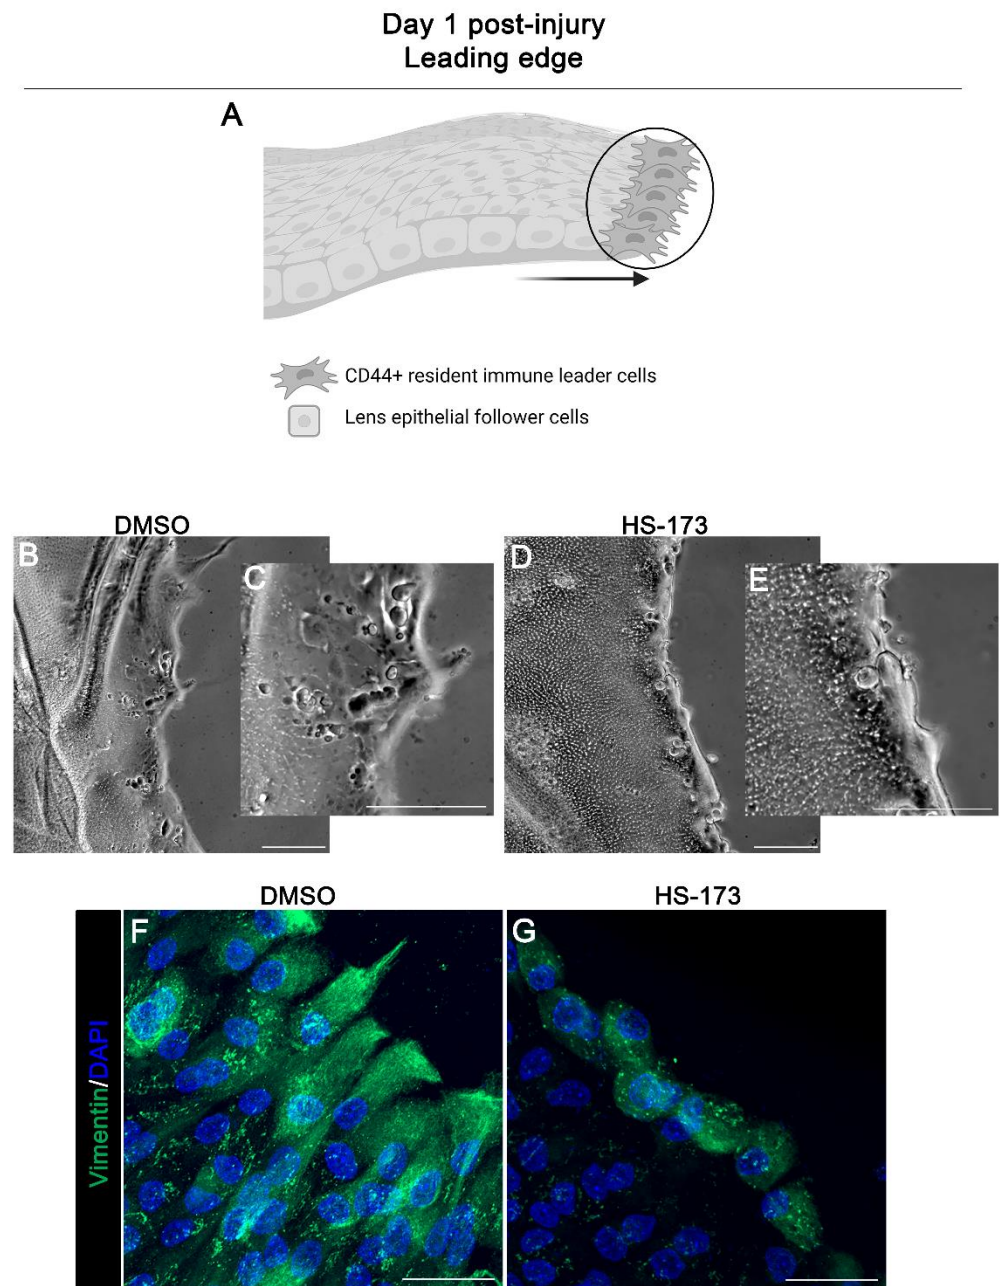 Day 1 post-injury
Leading edge
A
CD44+ resident immune leader cells
Lens epithelial follower cells
DMSO
HS-173
B
C
D
E
DMSO
HS-173
Vimentin/DAPI
F
G